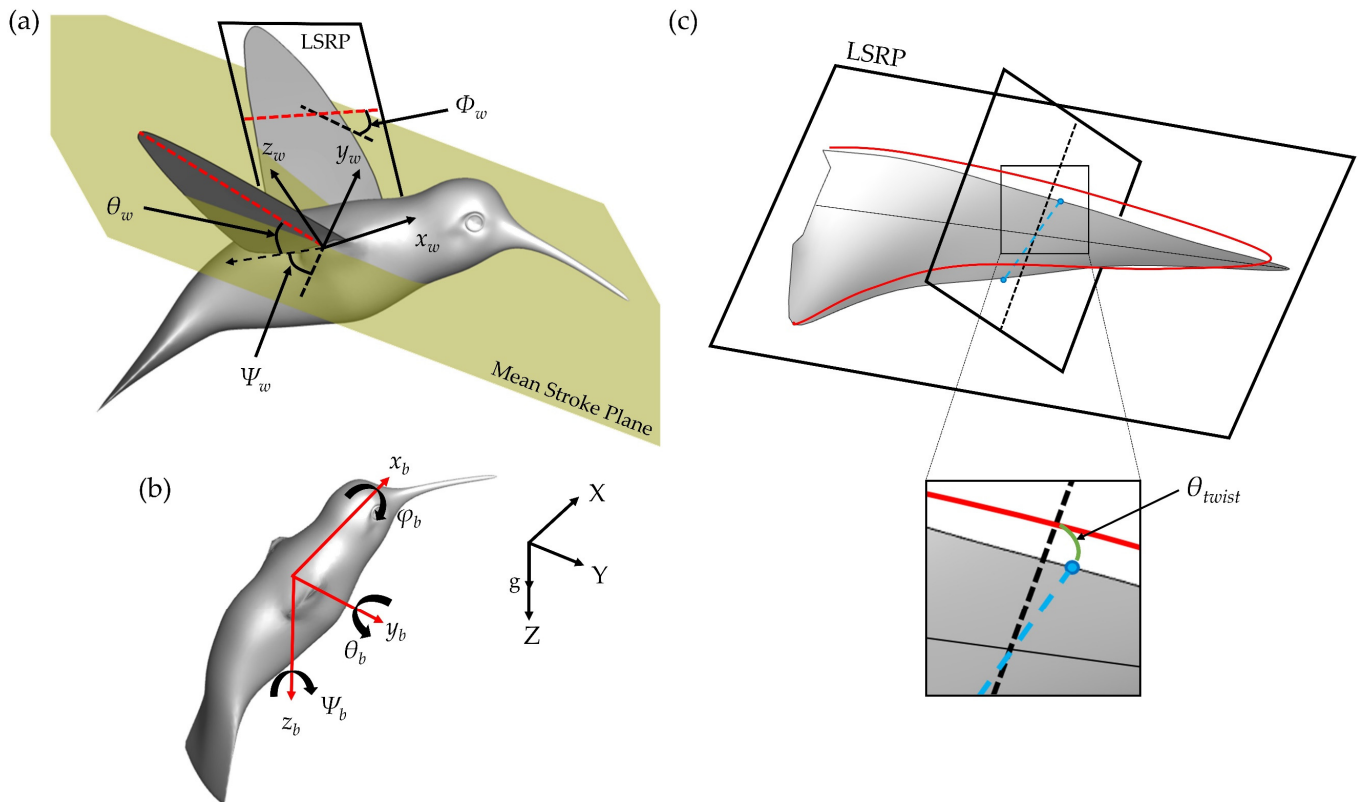 (a)
LSRP
Φ_w
z_w
y_w
θ_w
x_w
Ψ_w
Mean Stroke Plane
(b)
x_b
φ_b
y_b
θ_b
Ψ_b
z_b
X
Y
g
Z
(c)
LSRP
θ_twist